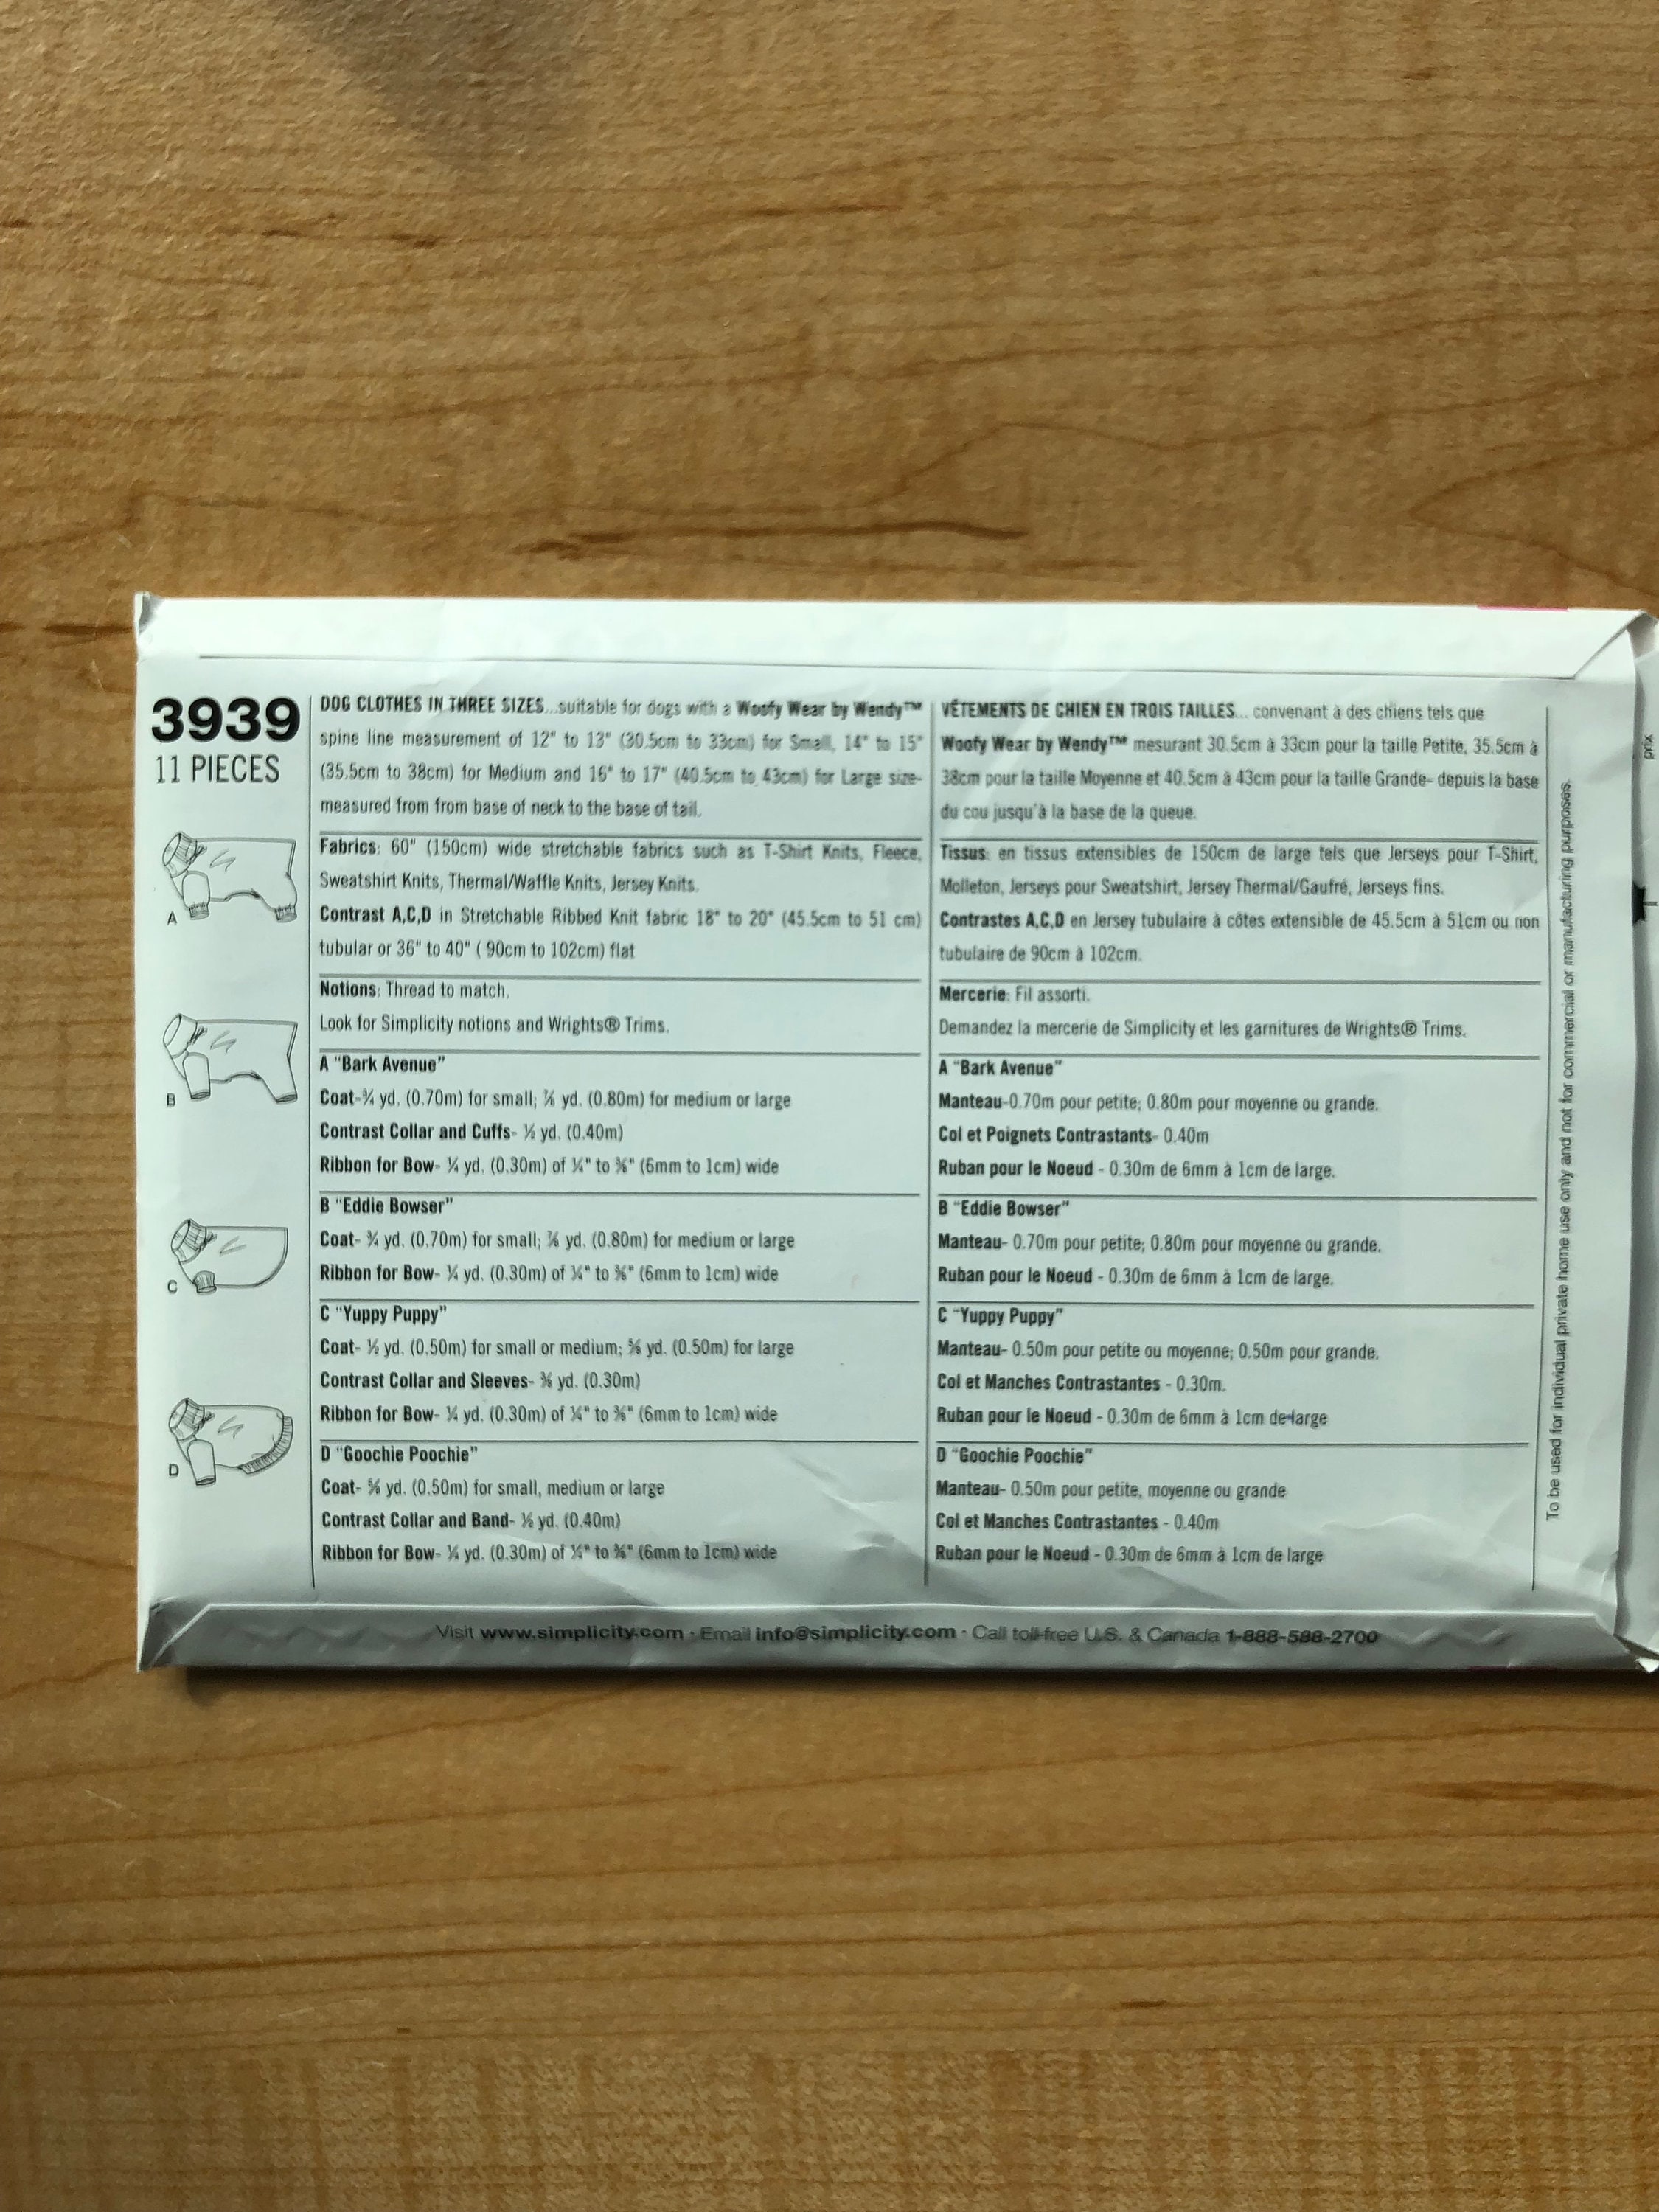 3939
11 PIECES
A
B
C
D
DOG CLOTHES IN THREE SIZES...suitable for dogs with a Woofy Wear by Wendy™
spine line measurement of 12" to 13" (30.5cm to 33cm) for Small, 14" to 15"
(35.5cm to 38cm) for Medium and 16" to 17" (40.5cm to 43cm) for Large size-
measured from from base of neck to the base of tail.
Fabrics: 60" (150cm) wide stretchable fabrics such as T-Shirt Knits, Fleece,
Sweatshirt Knits, Thermal/Waffle Knits, Jersey Knits.
Contrast A,C,D in Stretchable Ribbed Knit fabric 18" to 20" (45.5cm to 51 cm)
tubular or 36" to 40" ( 90cm to 102cm) flat
Notions: Thread to match.
Look for Simplicity notions and Wrights® Trims.
A "Bark Avenue"
Coat-¾ yd. (0.70m) for small; ⅞ yd. (0.80m) for medium or large
Contrast Collar and Cuffs- ½ yd. (0.40m)
Ribbon for Bow- ¼ yd. (0.30m) of ¼" to ⅜" (6mm to 1cm) wide
B "Eddie Bowser"
Coat- ¾ yd. (0.70m) for small; ⅞ yd. (0.80m) for medium or large
Ribbon for Bow- ¼ yd. (0.30m) of ¼" to ⅜" (6mm to 1cm) wide
C "Yuppy Puppy"
Coat- ½ yd. (0.50m) for small or medium; ⅝ yd. (0.50m) for large
Contrast Collar and Sleeves- ⅜ yd. (0.30m)
Ribbon for Bow- ¼ yd. (0.30m) of ¼" to ⅜" (6mm to 1cm) wide
D "Goochie Poochie"
Coat- ⅝ yd. (0.50m) for small, medium or large
Contrast Collar and Band- ½ yd. (0.40m)
Ribbon for Bow- ¼ yd. (0.30m) of ¼" to ⅜" (6mm to 1cm) wide
VÊTEMENTS DE CHIEN EN TROIS TAILLES... convenant à des chiens tels que
Woofy Wear by Wendy™ mesurant 30.5cm à 33cm pour la taille Petite, 35.5cm à
38cm pour la taille Moyenne et 40.5cm à 43cm pour la taille Grande- depuis la base
du cou jusqu'à la base de la queue.
Tissus: en tissus extensibles de 150cm de large tels que Jerseys pour T-Shirt,
Molleton, Jerseys pour Sweatshirt, Jersey Thermal/Gaufré, Jerseys fins.
Contrastes A,C,D en Jersey tubulaire à côtes extensible de 45.5cm à 51cm ou non
tubulaire de 90cm à 102cm.
Mercerie: Fil assorti.
Demandez la mercerie de Simplicity et les garnitures de Wrights® Trims.
A "Bark Avenue"
Manteau-0.70m pour petite; 0.80m pour moyenne ou grande.
Col et Poignets Contrastants- 0.40m
Ruban pour le Noeud - 0.30m de 6mm à 1cm de large.
B "Eddie Bowser"
Manteau- 0.70m pour petite; 0.80m pour moyenne ou grande.
Ruban pour le Noeud - 0.30m de 6mm à 1cm de large.
C "Yuppy Puppy"
Manteau- 0.50m pour petite ou moyenne; 0.50m pour grande.
Col et Manches Contrastantes - 0.30m.
Ruban pour le Noeud - 0.30m de 6mm à 1cm de large
D "Goochie Poochie"
Manteau- 0.50m pour petite, moyenne ou grande
Col et Manches Contrastantes - 0.40m
Ruban pour le Noeud - 0.30m de 6mm à 1cm de large
To be used for individual private home use only and not for commercial or manufacturing purposes.
prix
Visit www.simplicity.com · Email info@simplicity.com · Call toll-free U.S. & Canada 1-888-588-2700